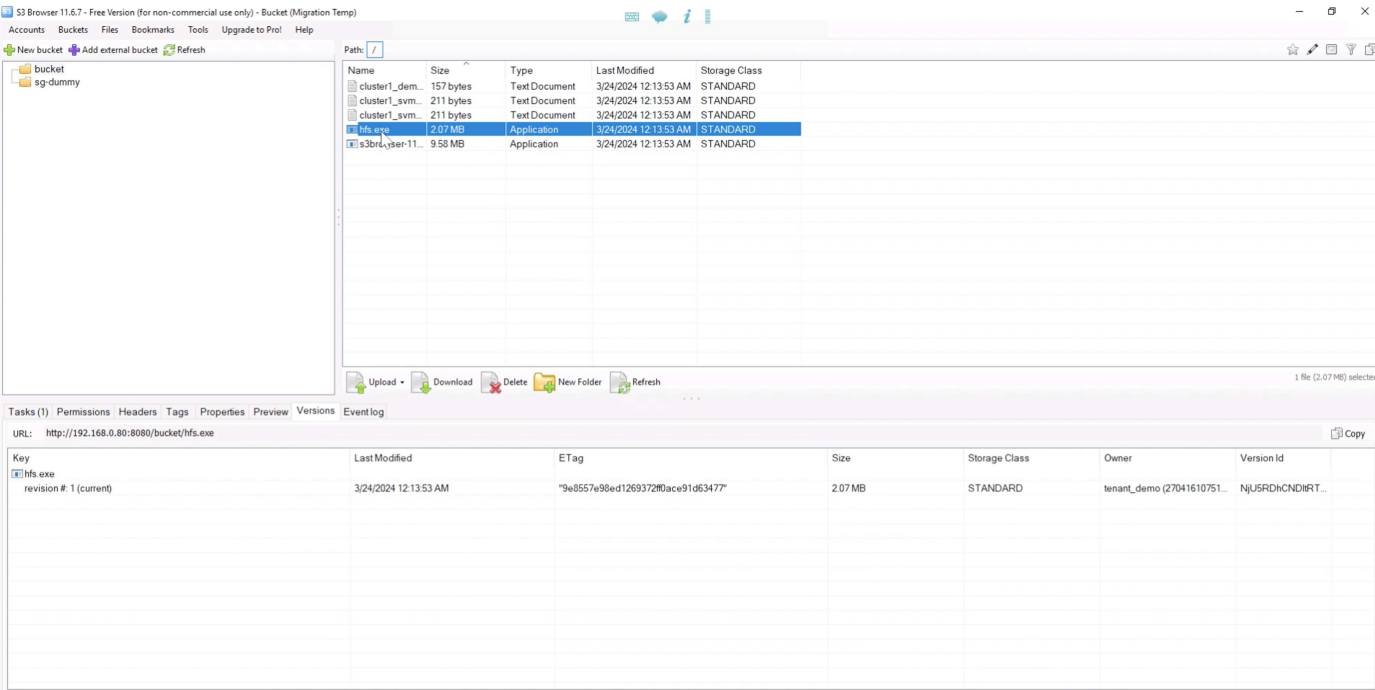 S3 Browser 11.6.7 - Free Version (for non-commercial use only) - Bucket (Migration Temp)
Accounts Buckets Files Bookmarks Tools Upgrade to Pro! Help
New bucket Add external bucket Refresh
Path: /
bucket
sg-dummy
Name Size Type Last Modified Storage Class
cluster1_dem... 157 bytes Text Document 3/24/2024 12:13:53 AM STANDARD
cluster1_svm... 211 bytes Text Document 3/24/2024 12:13:53 AM STANDARD
cluster1_svm... 211 bytes Text Document 3/24/2024 12:13:53 AM STANDARD
hfs.exe 2.07 MB Application 3/24/2024 12:13:53 AM STANDARD
s3browser-11... 9.58 MB Application 3/24/2024 12:13:53 AM STANDARD
Upload Download Delete New Folder Refresh
1 file (2.07 MB) selected
Tasks (1) Permissions Headers Tags Properties Preview Versions Event log
URL: http://192.168.0.80:8080/bucket/hfs.exe Copy
Key Last Modified ETag Size Storage Class Owner Version Id
hfs.exe
revision #: 1 (current) 3/24/2024 12:13:53 AM "9e8557e98ed1269372ff0ace91d63477" 2.07 MB STANDARD tenant_demo (27041610751... NjU5RDhCNDItRT...